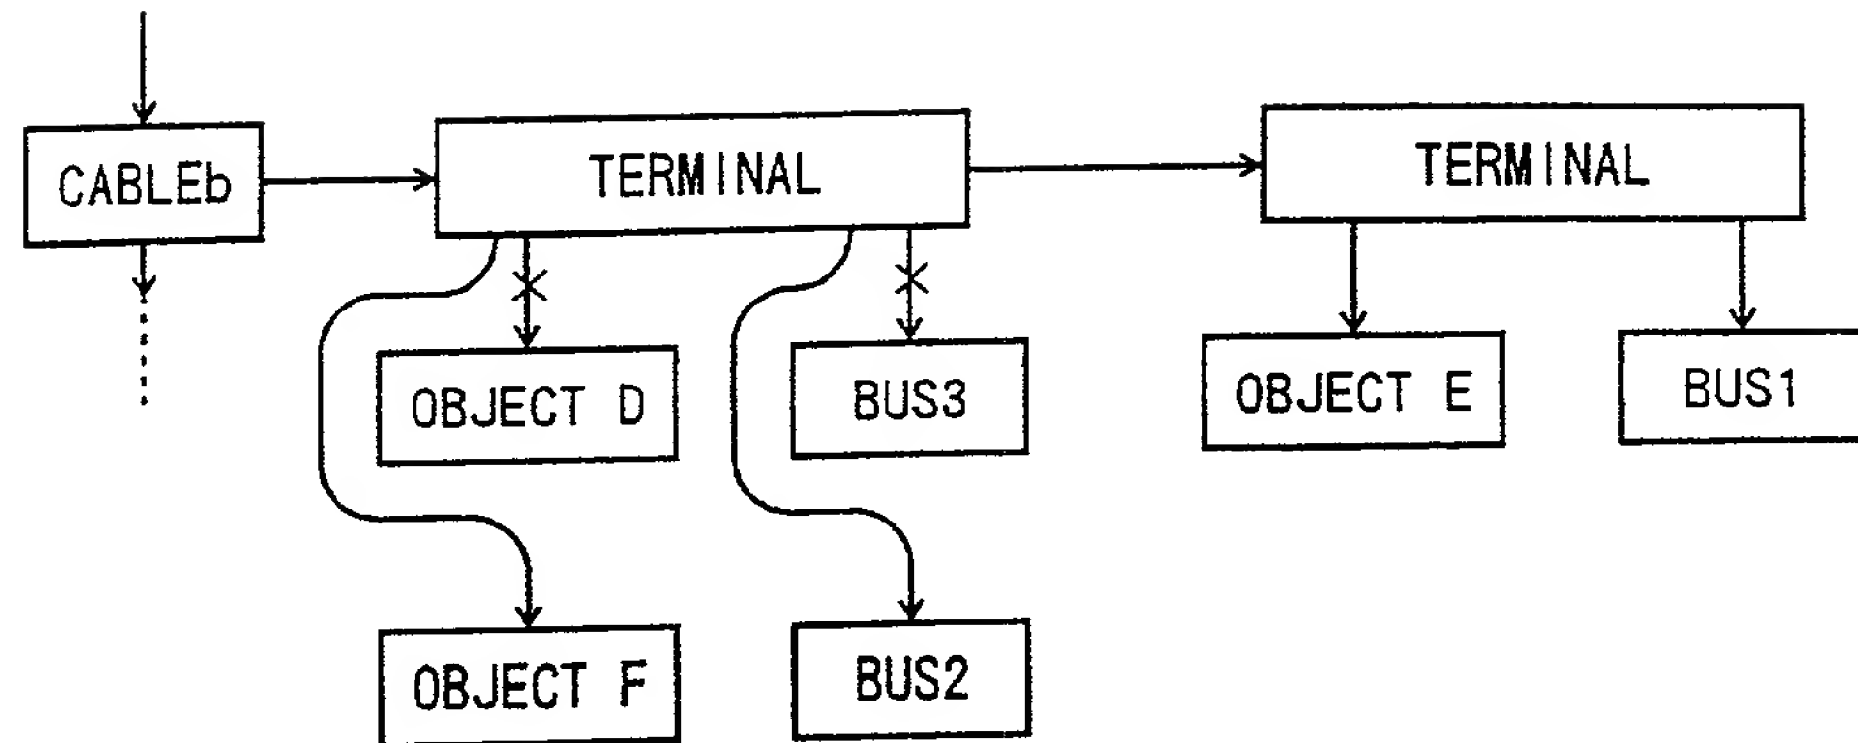 CABLEb
TERMINAL
TERMINAL
OBJECT D
BUS3
OBJECT E
BUS1
OBJECT F
BUS2